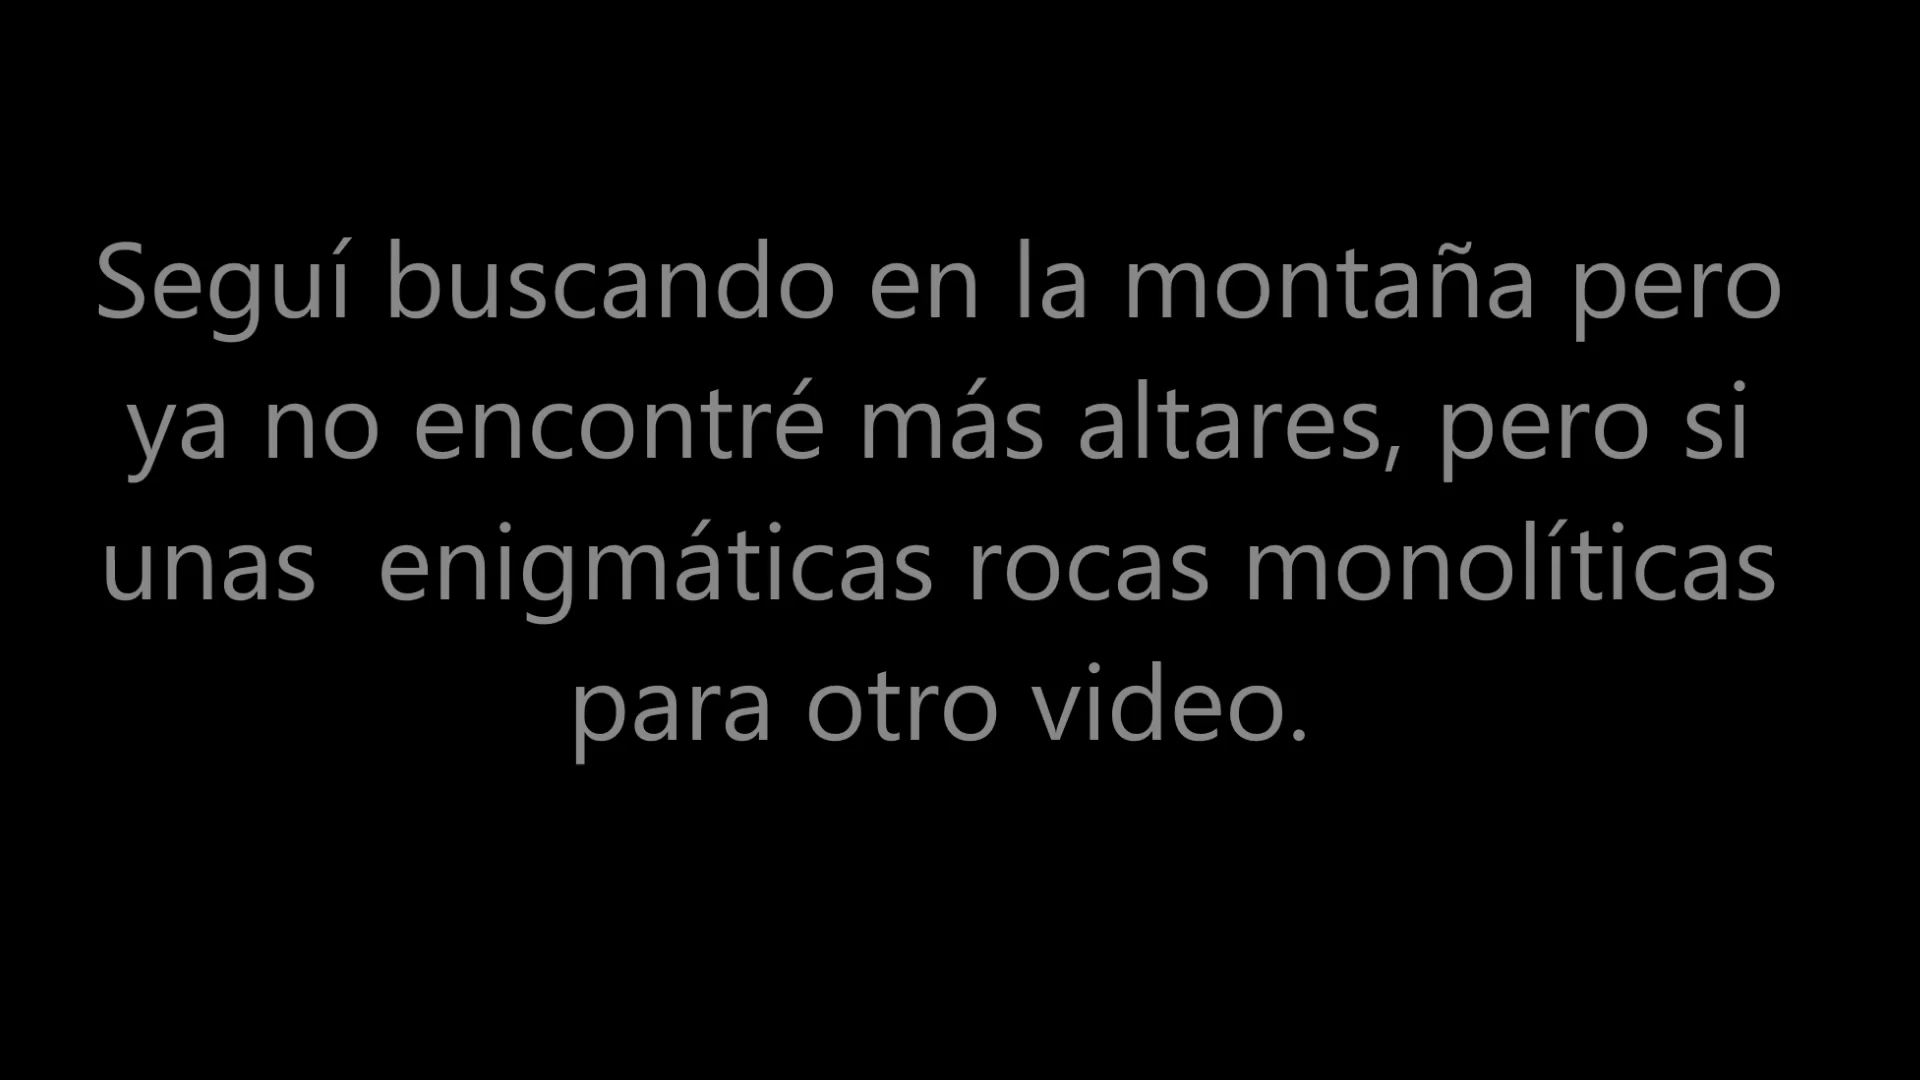 Seguí buscando en la montaña pero
ya no encontré más altares, pero si
unas  enigmáticas rocas monolíticas
para otro video.